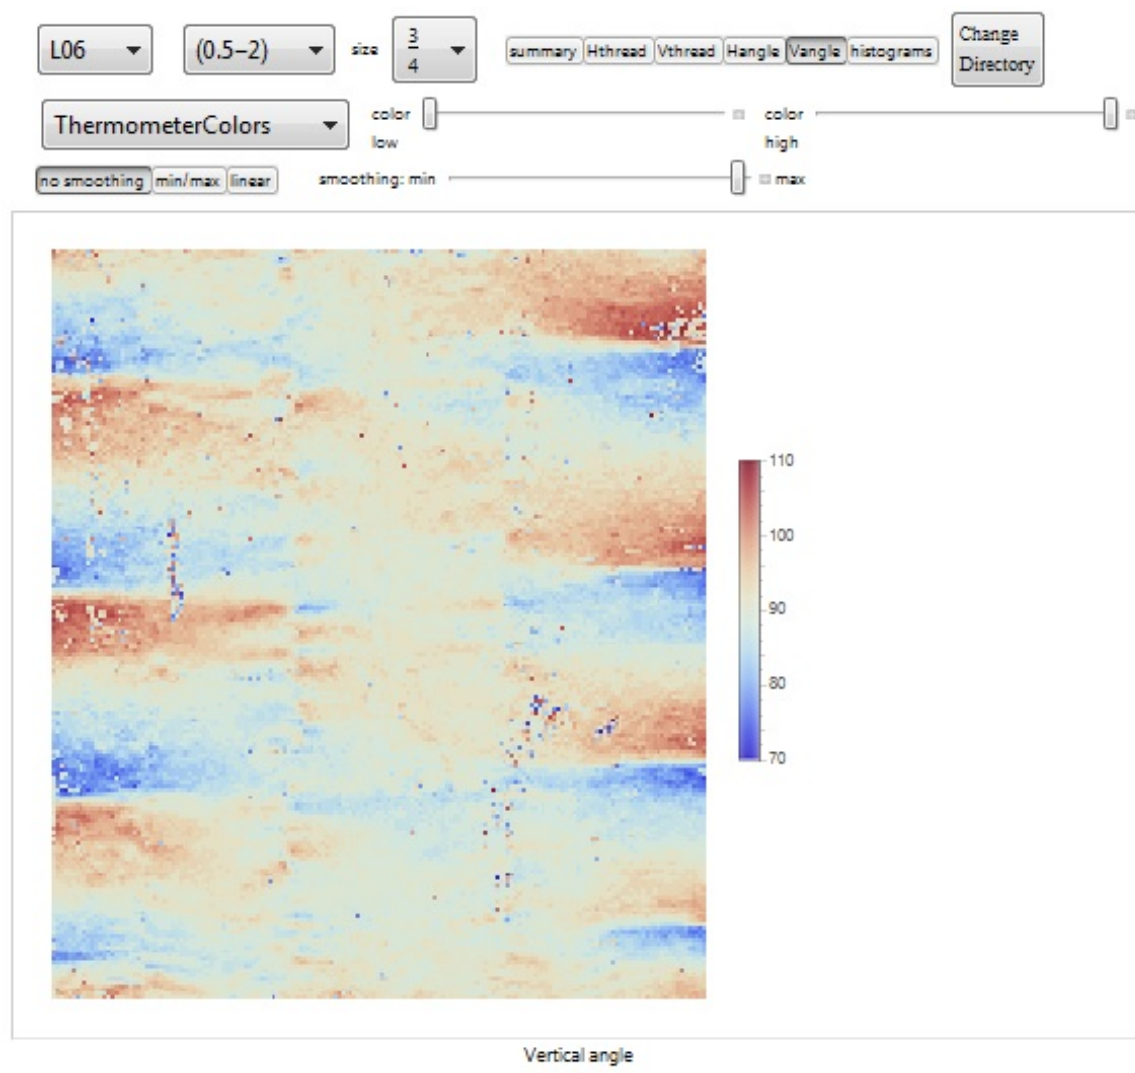 L06 (0.5–2) size 3/4 summary Hthread Vthread Hangle Vangle histograms Change
Directory
ThermometerColors color low color high
no smoothing min/max linear smoothing: min max
110
100
90
80
70
Vertical angle